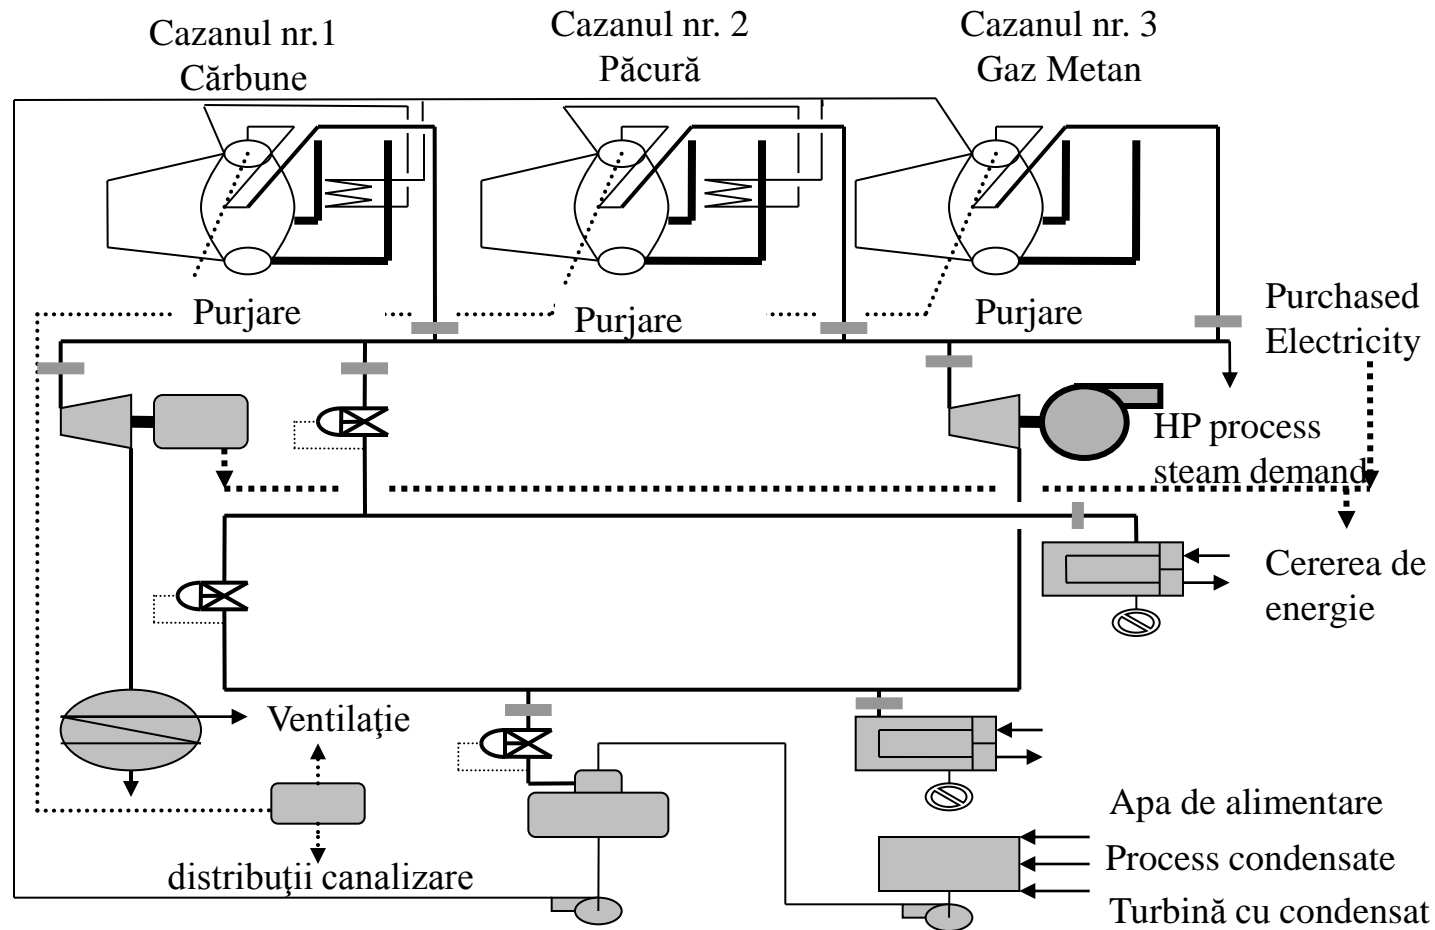 Cazanul nr.1
Cărbune
Cazanul nr. 2
Păcură
Cazanul nr. 3
Gaz Metan
Purjare
Purjare
Purjare
Purchased
Electricity
HP process
steam demand
Cererea de
energie
Ventilaţie
distribuţii canalizare
Apa de alimentare
Process condensate
Turbină cu condensat